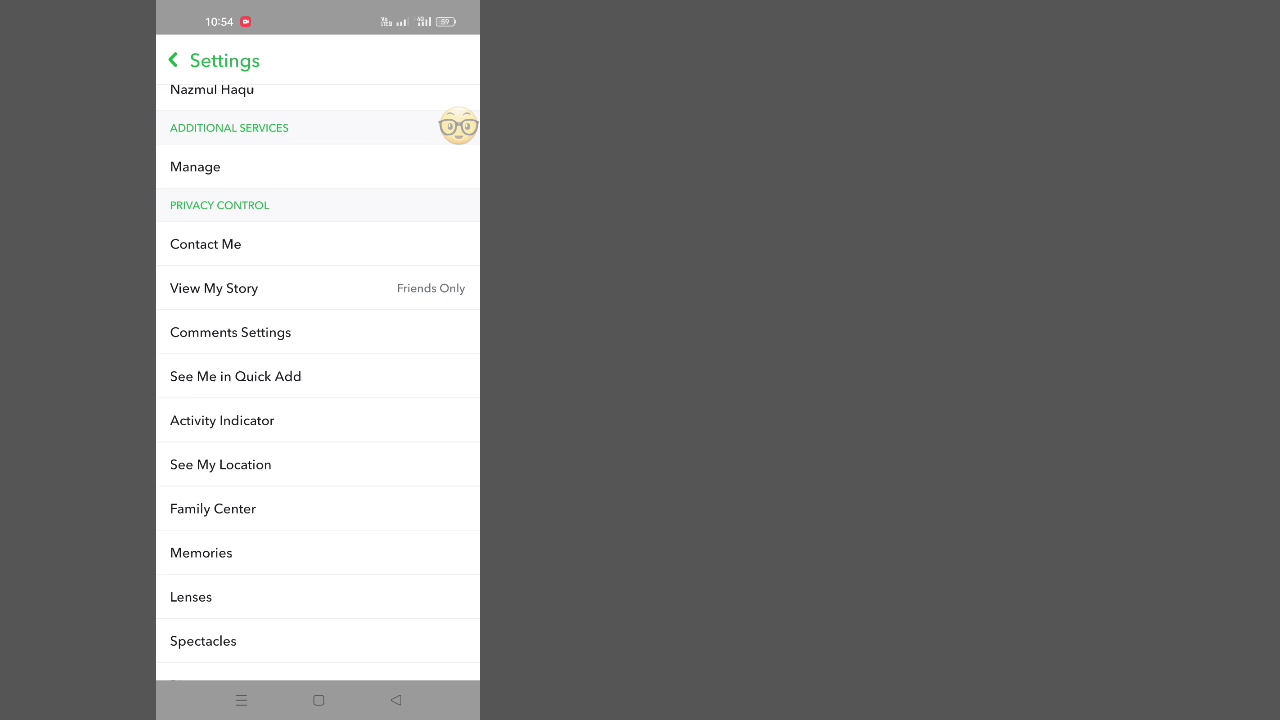 10:54
59
Settings
Nazmul Haqu
ADDITIONAL SERVICES
Manage
PRIVACY CONTROL
Contact Me
View My Story Friends Only
Comments Settings
See Me in Quick Add
Activity Indicator
See My Location
Family Center
Memories
Lenses
Spectacles